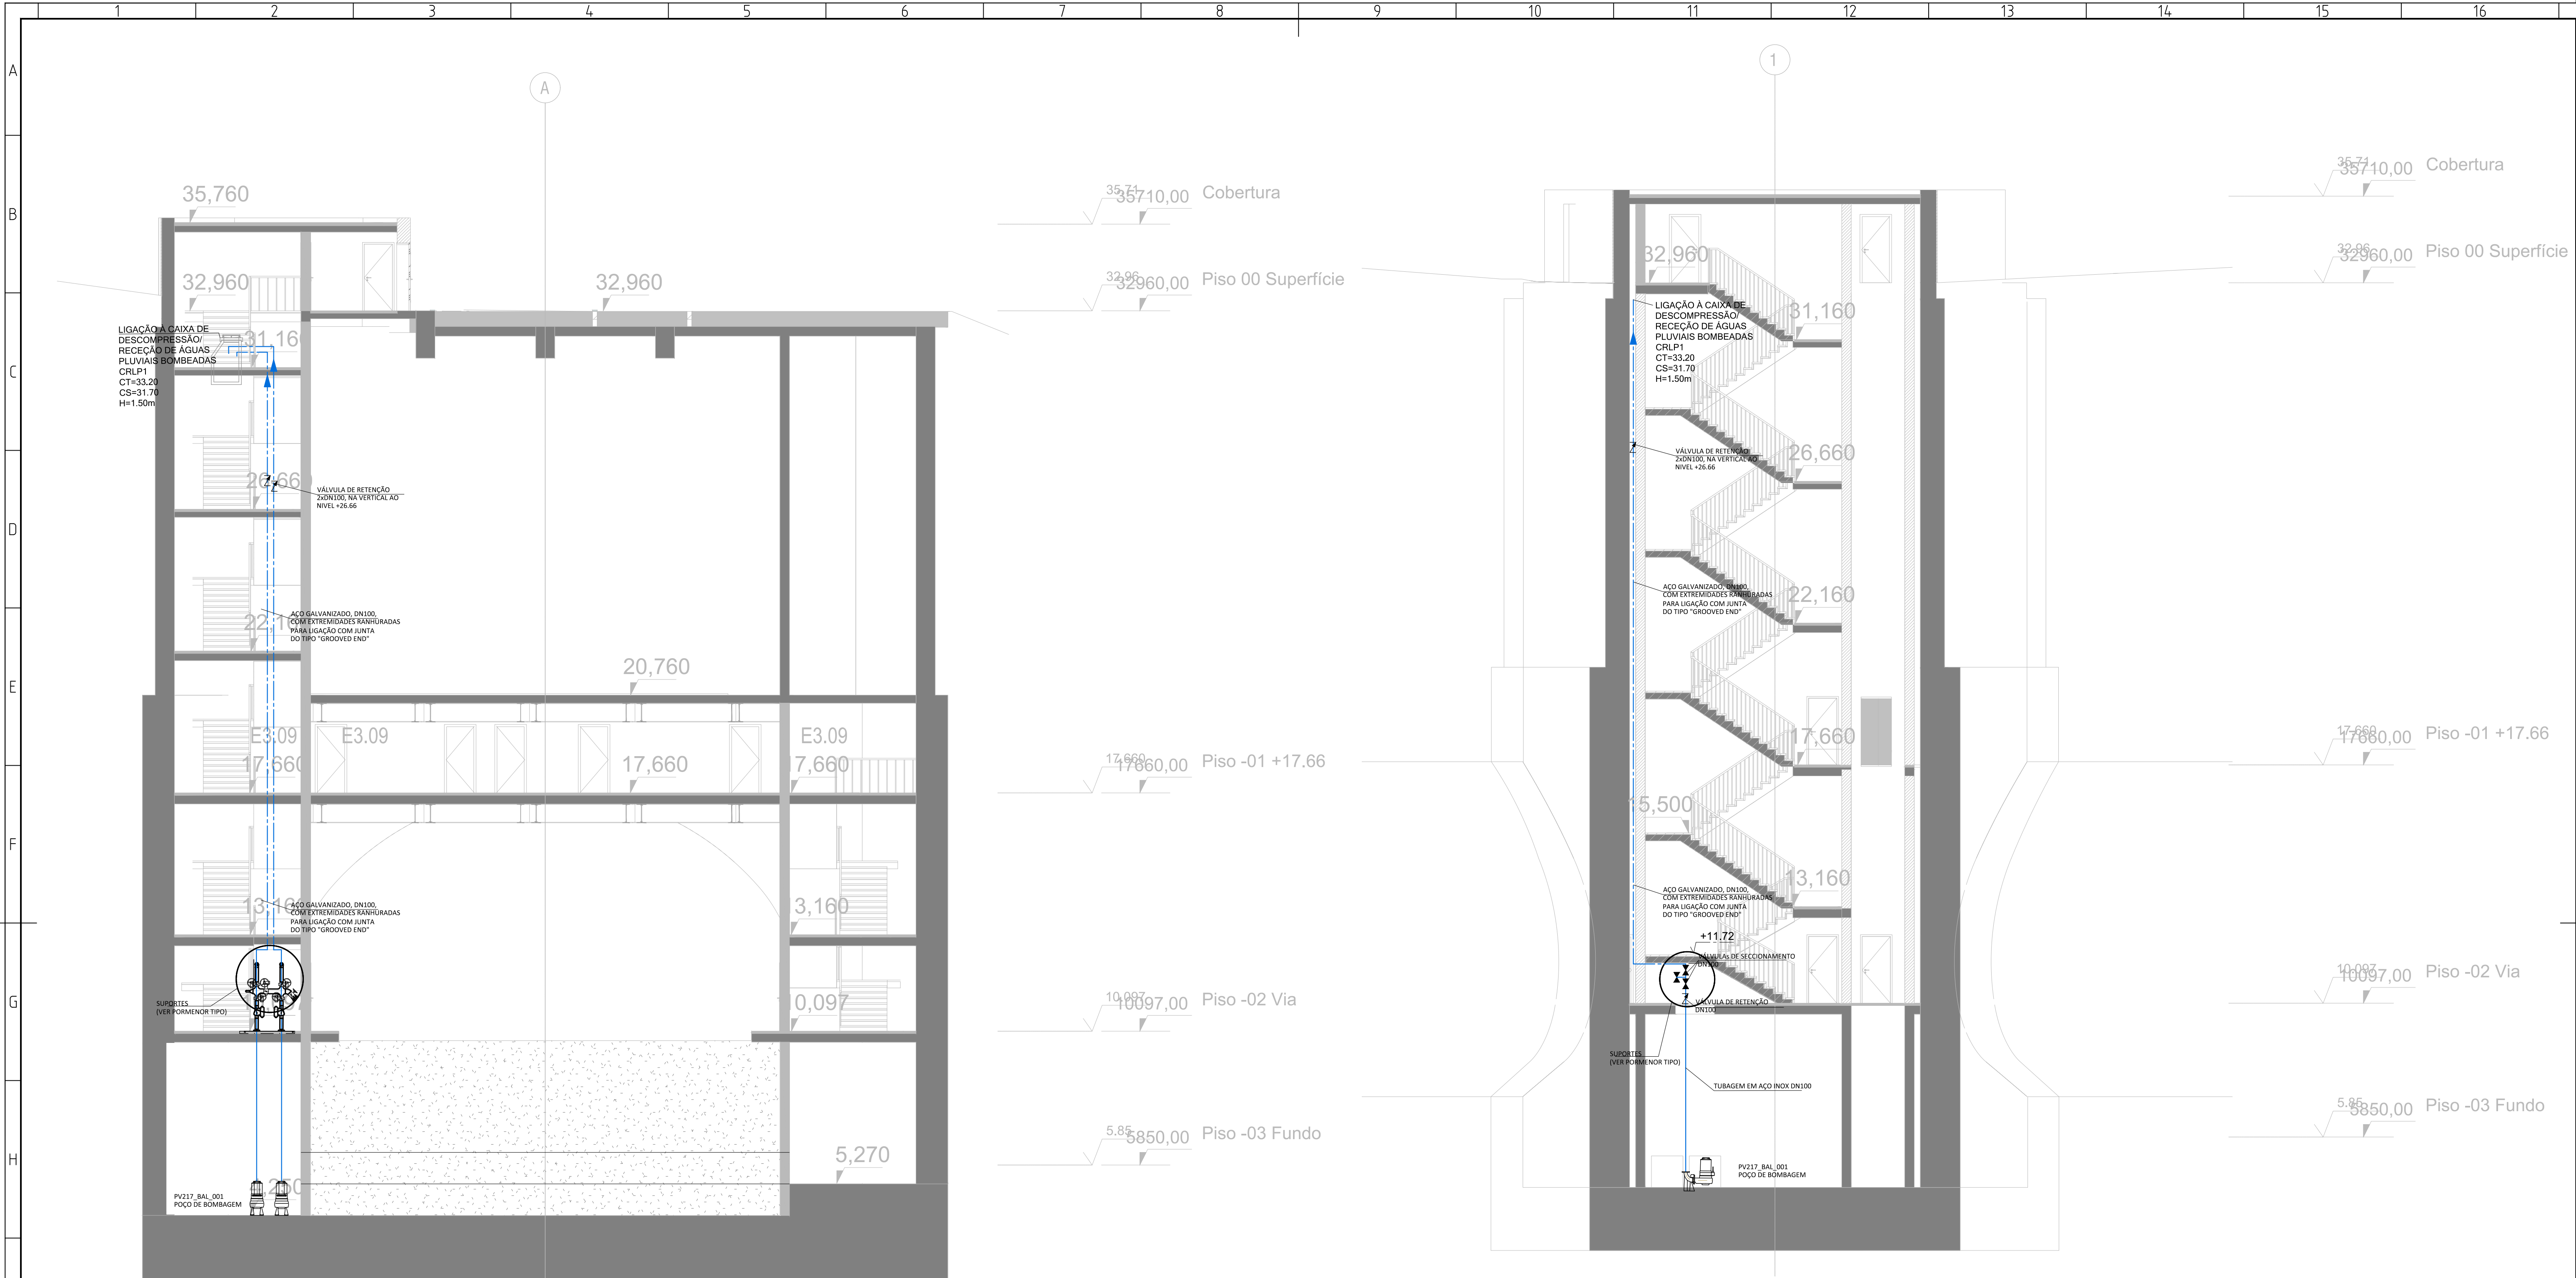 1 2 3 4 5 6 7 8 9 10 11 12 13 14 15 16
A
B
C
D
E
F
G
H
A
35,760
32,960
32,960
LIGAÇÃO À CAIXA DE
DESCOMPRESSÃO/
RECEÇÃO DE ÁGUAS
PLUVIAIS BOMBEADAS
CRLP1
CT=33.20
CS=31.70
H=1.50m
31,160
26,660
VÁLVULA DE RETENÇÃO
2xDN100, NA VERTICAL AO
NIVEL +26.66
AÇO GALVANIZADO, DN100,
COM EXTREMIDADES RANHURADAS
PARA LIGAÇÃO COM JUNTA
DO TIPO "GROOVED END"
22,160
20,760
E3.09 E3.09 E3.09
17,660 17,660 17,660
AÇO GALVANIZADO, DN100,
COM EXTREMIDADES RANHURADAS
PARA LIGAÇÃO COM JUNTA
DO TIPO "GROOVED END"
13,160 13,160
SUPORTES
(VER PORMENOR TIPO)
10,097
5,270
PV217_BAL_001
POÇO DE BOMBAGEM
35.71 35710,00 Cobertura
32.96 32960,00 Piso 00 Superfície
17.660 17660,00 Piso -01 +17.66
10.097 10097,00 Piso -02 Via
5.85 5850,00 Piso -03 Fundo
1
32,960
LIGAÇÃO À CAIXA DE
DESCOMPRESSÃO/
RECEÇÃO DE ÁGUAS
PLUVIAIS BOMBEADAS
CRLP1
CT=33.20
CS=31.70
H=1.50m
31,160
VÁLVULA DE RETENÇÃO
2xDN100, NA VERTICAL AO
NIVEL +26.66
26,660
AÇO GALVANIZADO, DN100,
COM EXTREMIDADES RANHURADAS
PARA LIGAÇÃO COM JUNTA
DO TIPO "GROOVED END"
22,160
17,660
15,500
AÇO GALVANIZADO, DN100,
COM EXTREMIDADES RANHURADAS
PARA LIGAÇÃO COM JUNTA
DO TIPO "GROOVED END"
13,160
+11.72
VÁLVULAs DE SECCIONAMENTO
DN100
VÁLVULA DE RETENÇÃO
DN100
SUPORTES
(VER PORMENOR TIPO)
TUBAGEM EM AÇO INOX DN100
PV217_BAL_001
POÇO DE BOMBAGEM
35.71 35710,00 Cobertura
32.96 32960,00 Piso 00 Superfície
17.660 17660,00 Piso -01 +17.66
10.097 10097,00 Piso -02 Via
5.85 5850,00 Piso -03 Fundo